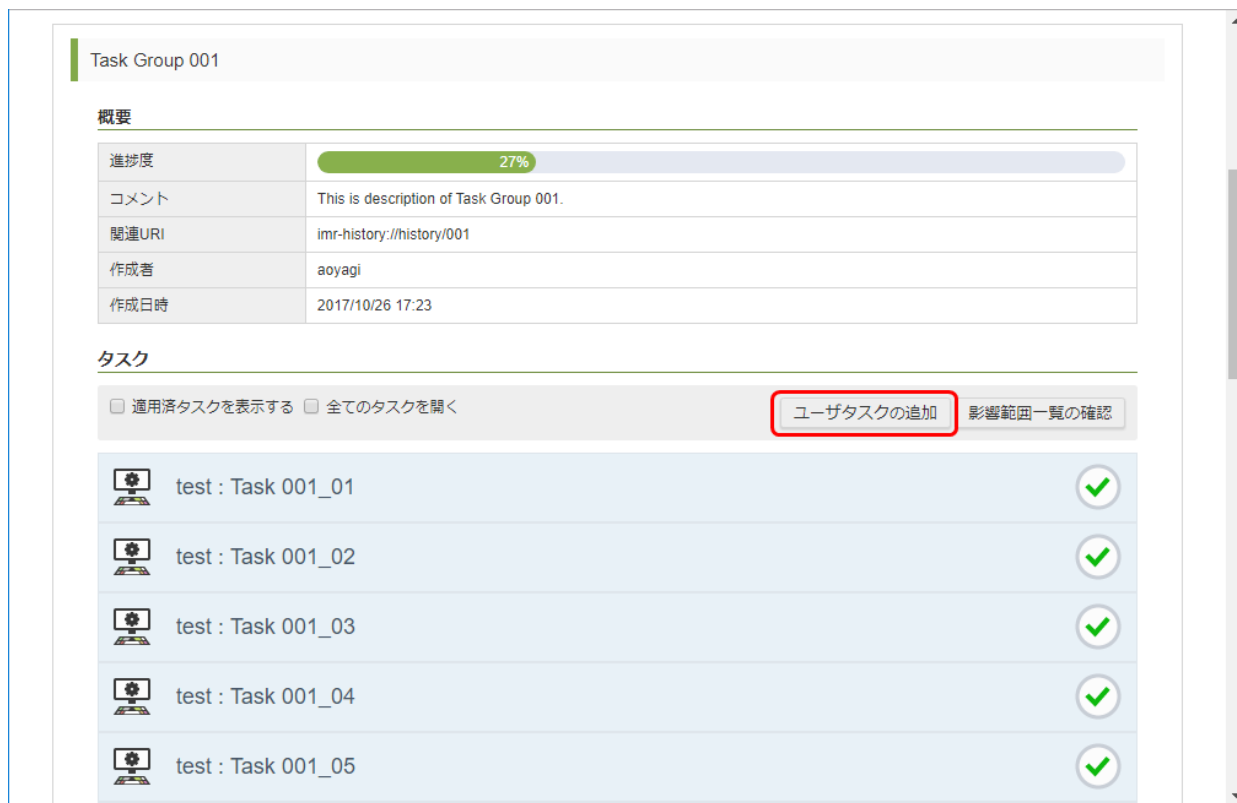 Task Group 001
概要
進捗度 27%
コメント This is description of Task Group 001.
関連URI imr-history://history/001
作成者 aoyagi
作成日時 2017/10/26 17:23
タスク
適用済タスクを表示する 全てのタスクを開く ユーザタスクの追加 影響範囲一覧の確認
test : Task 001_01
test : Task 001_02
test : Task 001_03
test : Task 001_04
test : Task 001_05